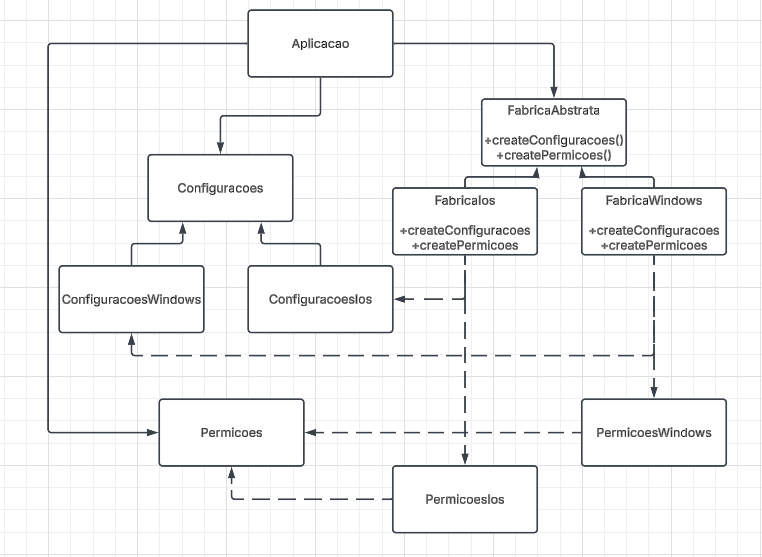 Aplicacao
FabricaAbstrata
+createConfiguracoes()
+createPermicoes()
Configuracoes
FabricaIos
+createConfiguracoes
+createPermicoes
FabricaWindows
+createConfiguracoes
+createPermicoes
ConfiguracoesWindows
ConfiguracoesIos
Permicoes
PermicoesWindows
PermicoesIos